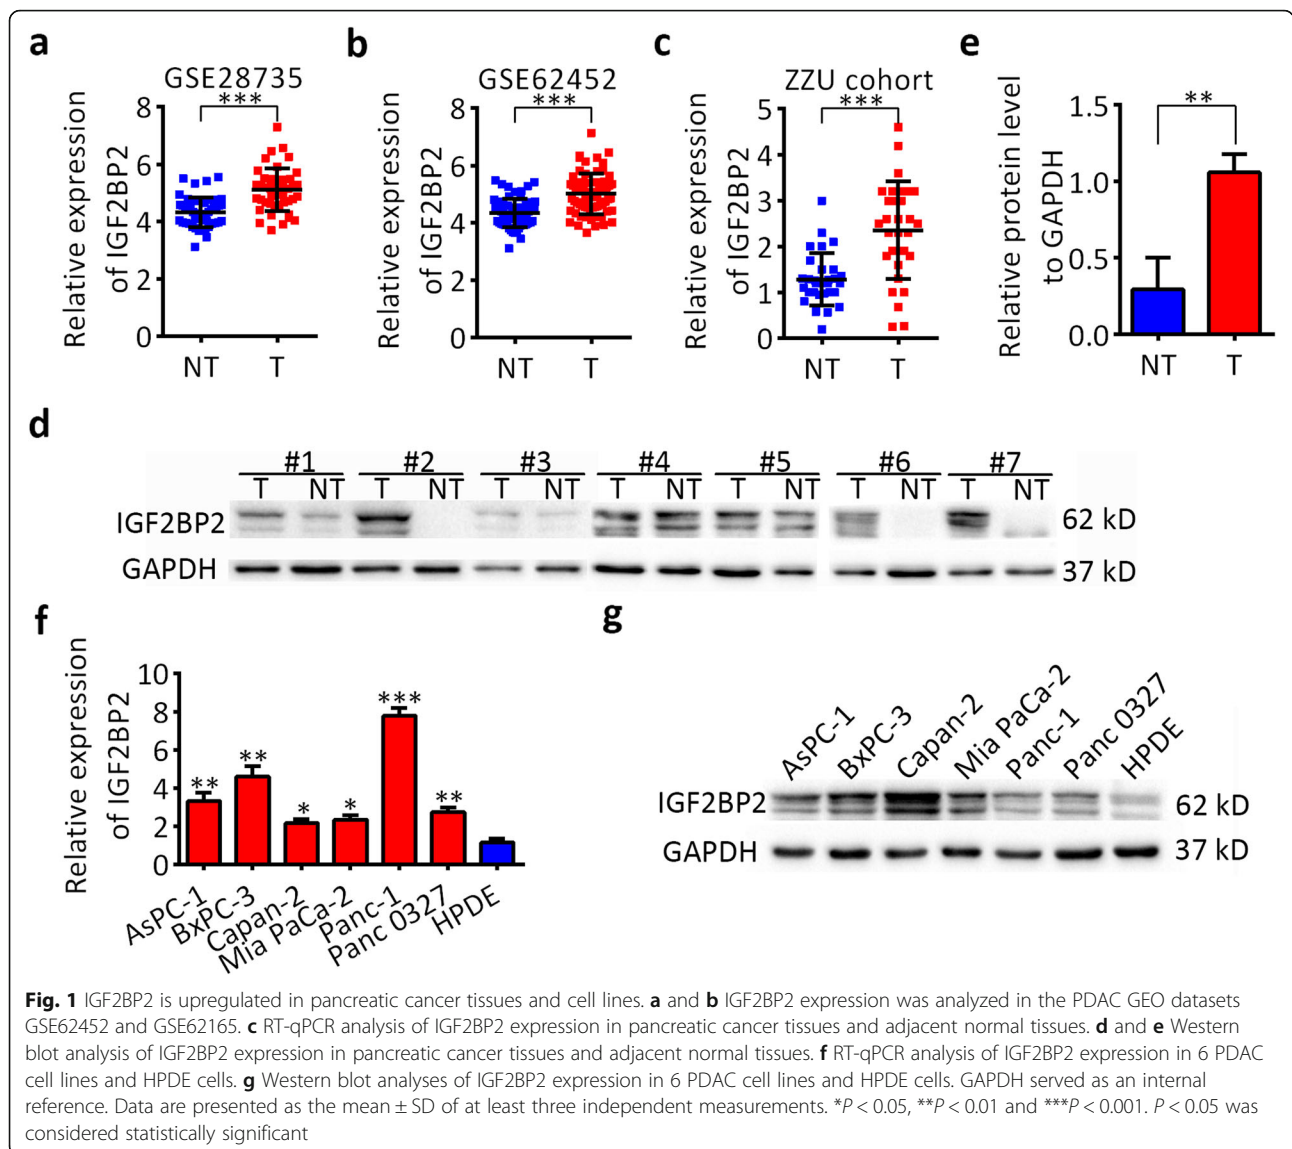 a
GSE28735
***
Relative expression
of IGF2BP2
8
6
4
2
0
NT T
b
GSE62452
***
Relative expression
of IGF2BP2
8
6
4
2
0
NT T
c
ZZU cohort
***
Relative expression
of IGF2BP2
5
4
3
2
1
0
NT T
e
**
Relative protein level
to GAPDH
1.5
1.0
0.5
0.0
NT T
d
#1 #2 #3 #4 #5 #6 #7
T NT T NT T NT T NT T NT T NT T NT
IGF2BP2 62 kD
GAPDH 37 kD
f
Relative expression
of IGF2BP2
10
8
6
4
2
0
** ** * * *** **
AsPC-1
BxPC-3
Capan-2
Mia PaCa-2
Panc-1
Panc 0327
HPDE
g
AsPC-1
BxPC-3
Capan-2
Mia PaCa-2
Panc-1
Panc 0327
HPDE
IGF2BP2 62 kD
GAPDH 37 kD
Fig. 1 IGF2BP2 is upregulated in pancreatic cancer tissues and cell lines. a and b IGF2BP2 expression was analyzed in the PDAC GEO datasets
GSE62452 and GSE62165. c RT-qPCR analysis of IGF2BP2 expression in pancreatic cancer tissues and adjacent normal tissues. d and e Western
blot analysis of IGF2BP2 expression in pancreatic cancer tissues and adjacent normal tissues. f RT-qPCR analysis of IGF2BP2 expression in 6 PDAC
cell lines and HPDE cells. g Western blot analyses of IGF2BP2 expression in 6 PDAC cell lines and HPDE cells. GAPDH served as an internal
reference. Data are presented as the mean ± SD of at least three independent measurements. *P < 0.05, **P < 0.01 and ***P < 0.001. P < 0.05 was
considered statistically significant